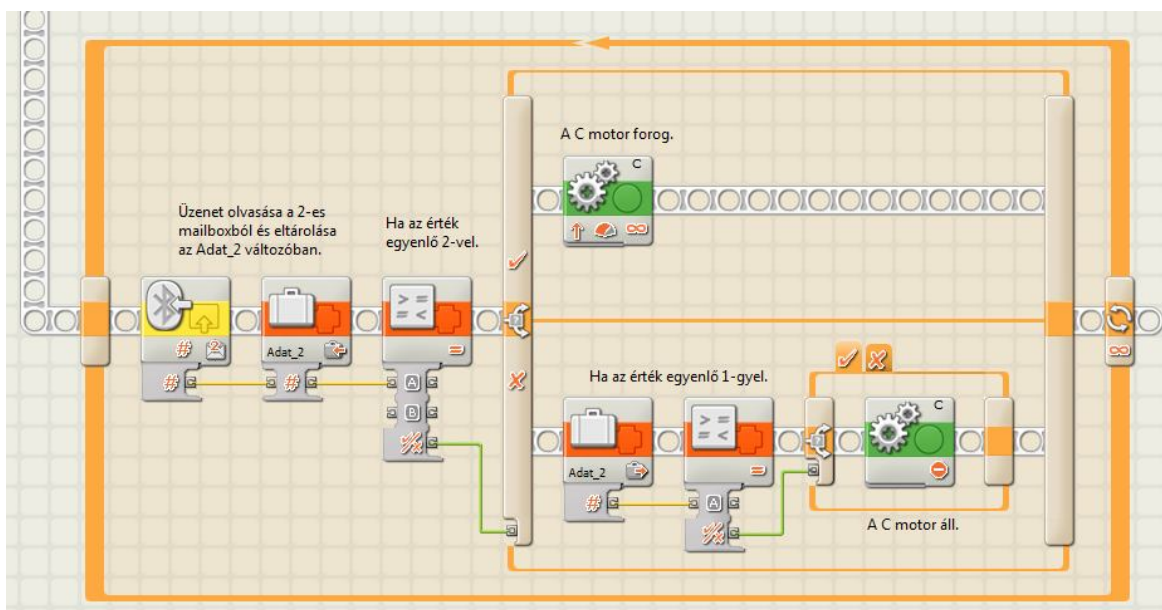 A C motor forog.
C
Üzenet olvasása a 2-es
mailboxból és eltárolása
az Adat_2 változóban.
Ha az érték
egyenlő 2-vel.
2
Adat_2
A
B
Ha az érték egyenlő 1-gyel.
C
Adat_2
A
A C motor áll.